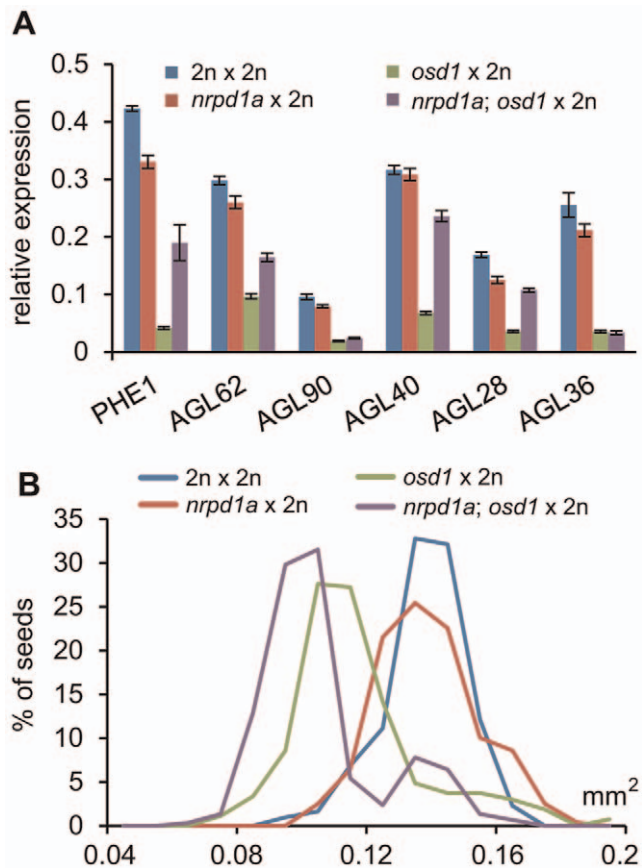 A
2n x 2n
osd1 x 2n
nrpd1a x 2n
nrpd1a; osd1 x 2n
relative expression
0.5
0.4
0.3
0.2
0.1
0
PHE1 AGL62 AGL90 AGL40 AGL28 AGL36
B
2n x 2n
osd1 x 2n
nrpd1a x 2n
nrpd1a; osd1 x 2n
% of seeds
35
30
25
20
15
10
5
0
mm²
0.04 0.08 0.12 0.16 0.2